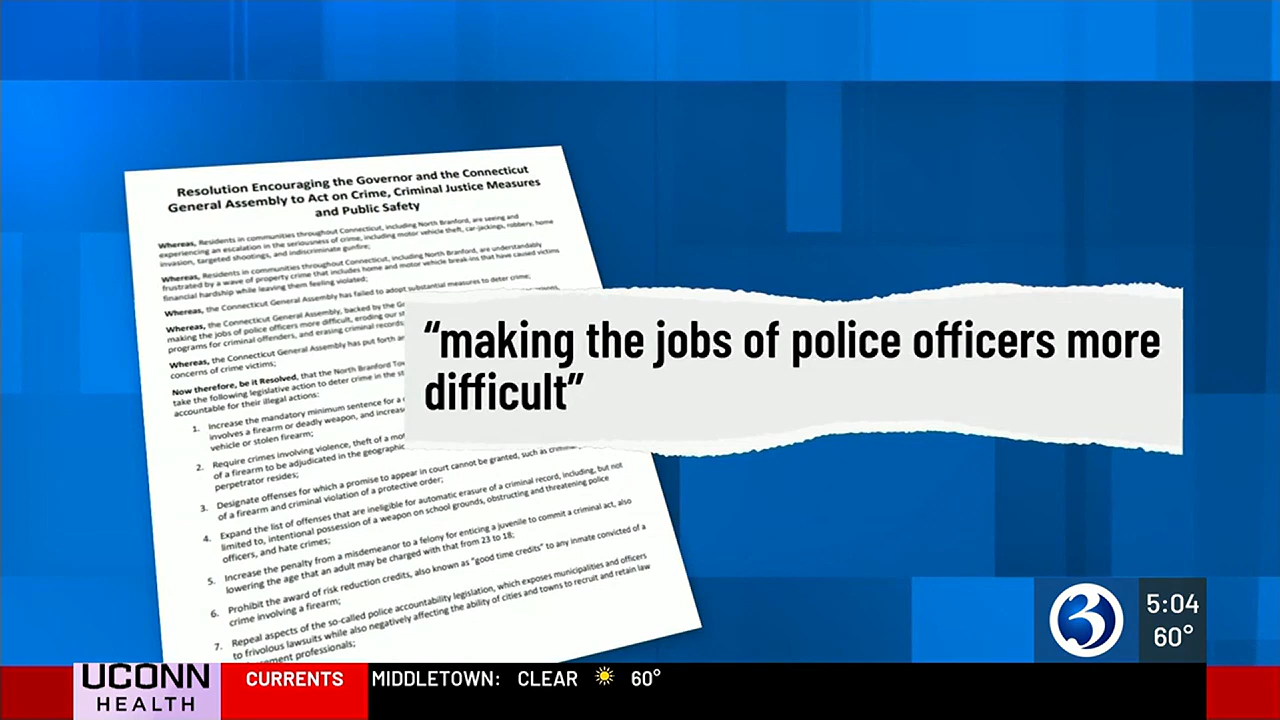 Resolution Encouraging the Governor and the Connecticut
General Assembly to Act on Crime, Criminal Justice Measures
and Public Safety
Whereas, Residents in communities throughout Connecticut, including North Branford, are seeing and
experiencing an escalation in the seriousness of crime, including motor vehicle theft, car-jackings, robbery, home
invasion, targeted shootings, and indiscriminate gunfire;
Whereas, Residents in communities throughout Connecticut, including North Branford, are understandably
frustrated by a wave of property crime that includes home and motor vehicle break-ins that have caused victims
financial hardship while leaving them feeling violated;
Whereas, the Connecticut General Assembly has failed to adopt substantial measures to deter crime;
Whereas, the Connecticut General Assembly, backed by the
making the jobs of police officers more difficult, eroding our
programs for criminal offenders, and erasing criminal records
Whereas, the Connecticut General Assembly has put forth
concerns of crime victims;
Now therefore, be it Resolved, that the North Branford
take the following legislative action to deter crime in the
accountable for their illegal actions:
“making the jobs of police officers more
difficult”
1. Increase the mandatory minimum sentence for a
involves a firearm or deadly weapon, and
vehicle or stolen firearm;
2. Require crimes involving violence, theft of a
of a firearm to be adjudicated in the geographic
perpetrator resides;
3. Designate offenses for which a promise to appear in court cannot be granted, such as
of a firearm and criminal violation of a protective order;
4. Expand the list of offenses that are ineligible for automatic erasure of a criminal record, including, but not
limited to, intentional possession of a weapon on school grounds, obstructing and threatening police
officers, and hate crimes;
5. Increase the penalty from a misdemeanor to a felony for enticing a juvenile to commit a criminal act, also
lowering the age that an adult may be charged with that from 23 to 18;
6. Prohibit the award of risk reduction credits, also known as “good time credits” to any inmate convicted of a
crime involving a firearm;
7. Repeal aspects of the so-called police accountability legislation, which exposes municipalities and officers
to frivolous lawsuits while also negatively affecting the ability of cities and towns to recruit and retain law
professionals;
3
5:04
60°
UCONN
HEALTH
CURRENTS
MIDDLETOWN: CLEAR 60°